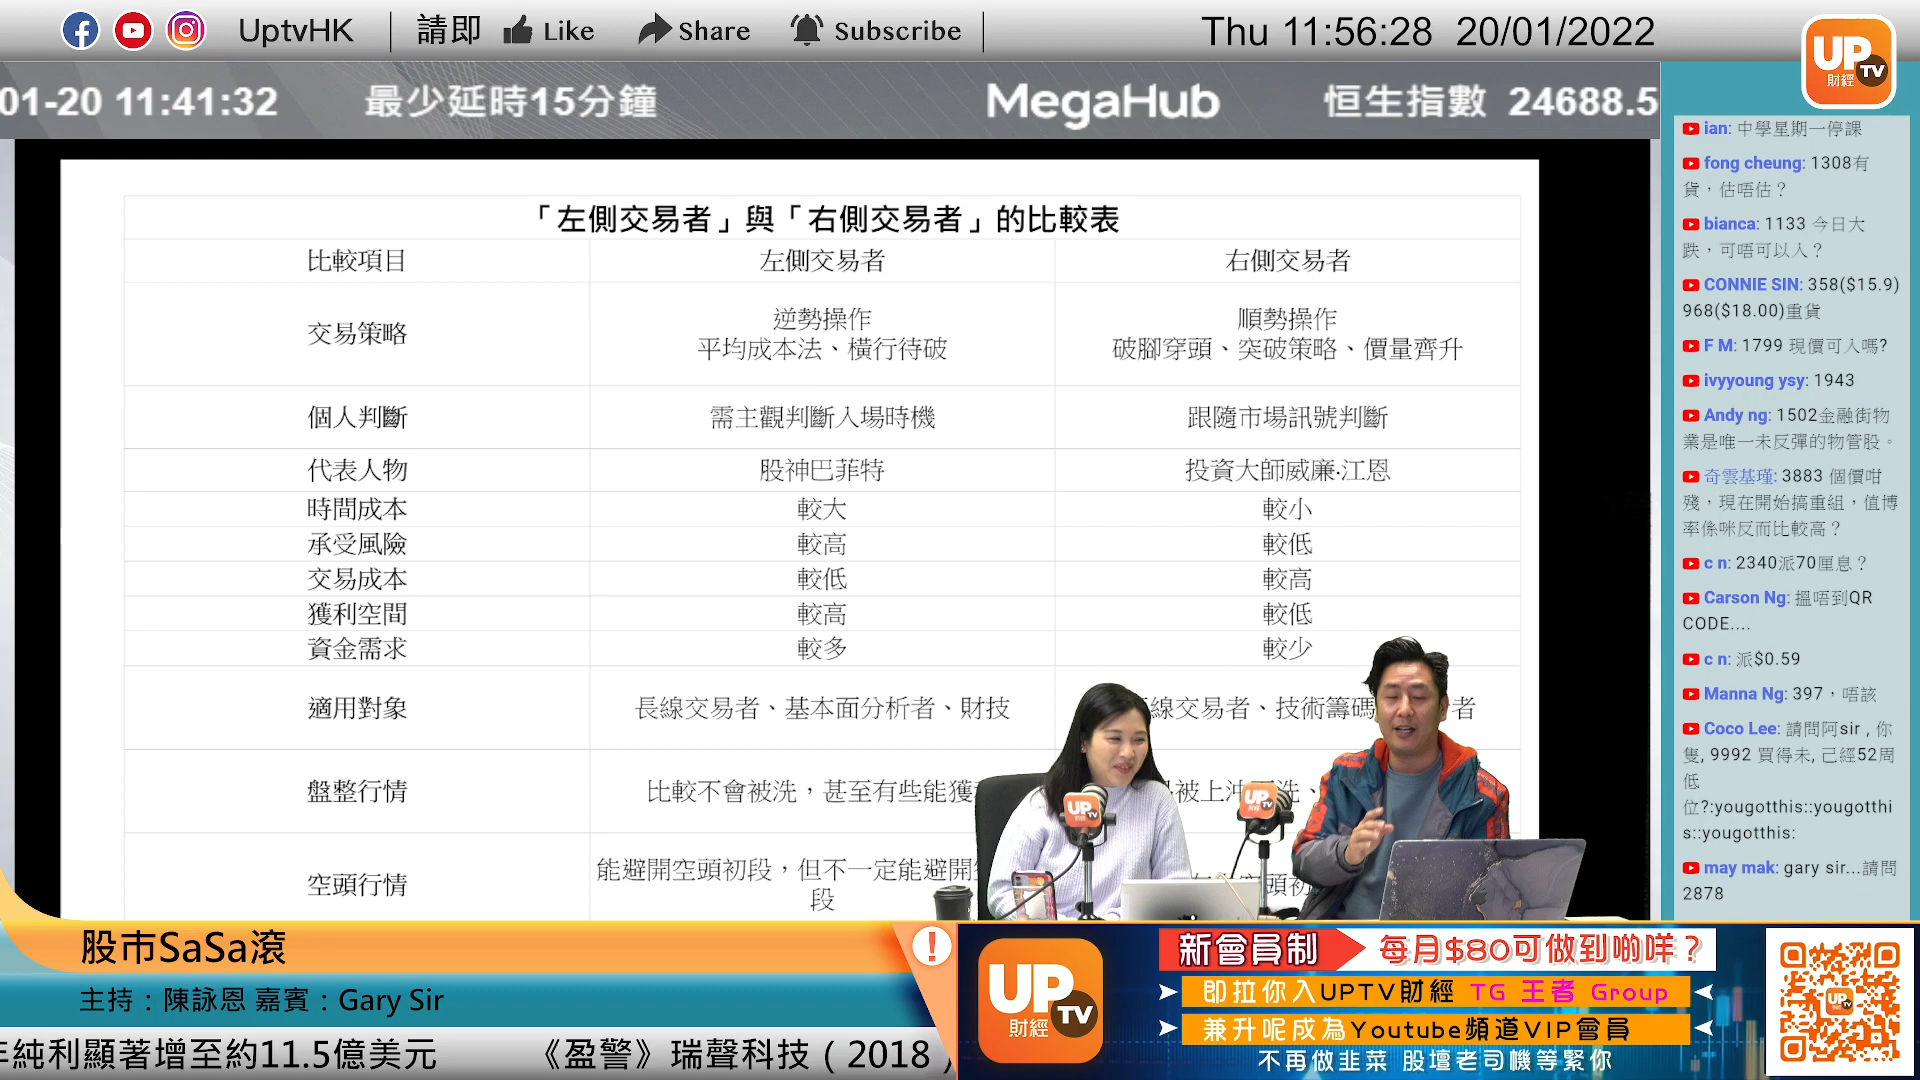 UptvHK 請即 Like Share Subscribe
Thu 11:56:28 20/01/2022
UP TV 財經
01-20 11:41:32 最少延時15分鐘 MegaHub 恒生指數 24688.5
「左側交易者」與「右側交易者」的比較表
比較項目 左側交易者 右側交易者
交易策略 逆勢操作 順勢操作
平均成本法、橫行待破 破腳穿頭、突破策略、價量齊升
個人判斷 需主觀判斷入場時機 跟隨市場訊號判斷
代表人物 股神巴菲特 投資大師威廉·江恩
時間成本 較大 較小
承受風險 較高 較低
交易成本 較低 較高
獲利空間 較高 較低
資金需求 較多 較少
適用對象 長線交易者、基本面分析者、財技 線交易者、技術籌碼 者
盤整行情 比較不會被洗，甚至有些能獲 被上沖 洗、
空頭行情 能避開空頭初段，但不一定能避開 空頭初
段
ian: 中學星期一停課
fong cheung: 1308有
貨，估唔估？
bianca: 1133 今日大
跌，可唔可以入？
CONNIE SIN: 358($15.9)
968($18.00)重貨
F M: 1799 現價可入嗎?
ivyyoung ysy: 1943
Andy ng: 1502金融街物
業是唯一未反彈的物管股。
奇雲基瑾: 3883 個價咁
殘，現在開始搞重組，值博
率係咪反而比較高？
c n: 2340派70厘息？
Carson Ng: 搵唔到QR
CODE....
c n: 派$0.59
Manna Ng: 397，唔該
Coco Lee: 請問阿sir , 你
隻, 9992 買得未, 己經52周
低
位?:yougotthis::yougotthi
s::yougotthis:
may mak: gary sir...請問
2878
UP TV
UP TV
股市SaSa滾
主持：陳詠恩 嘉賓：Gary Sir
純利顯著增至約11.5億美元 《盈警》瑞聲科技（2018）
!
UP TV 財經
新會員制 每月$80可做到啲咩？
即拉你入UPTV財經 TG 王者 Group
兼升呢成為Youtube頻道VIP會員
不再做韭菜 股壇老司機等緊你
UP TV